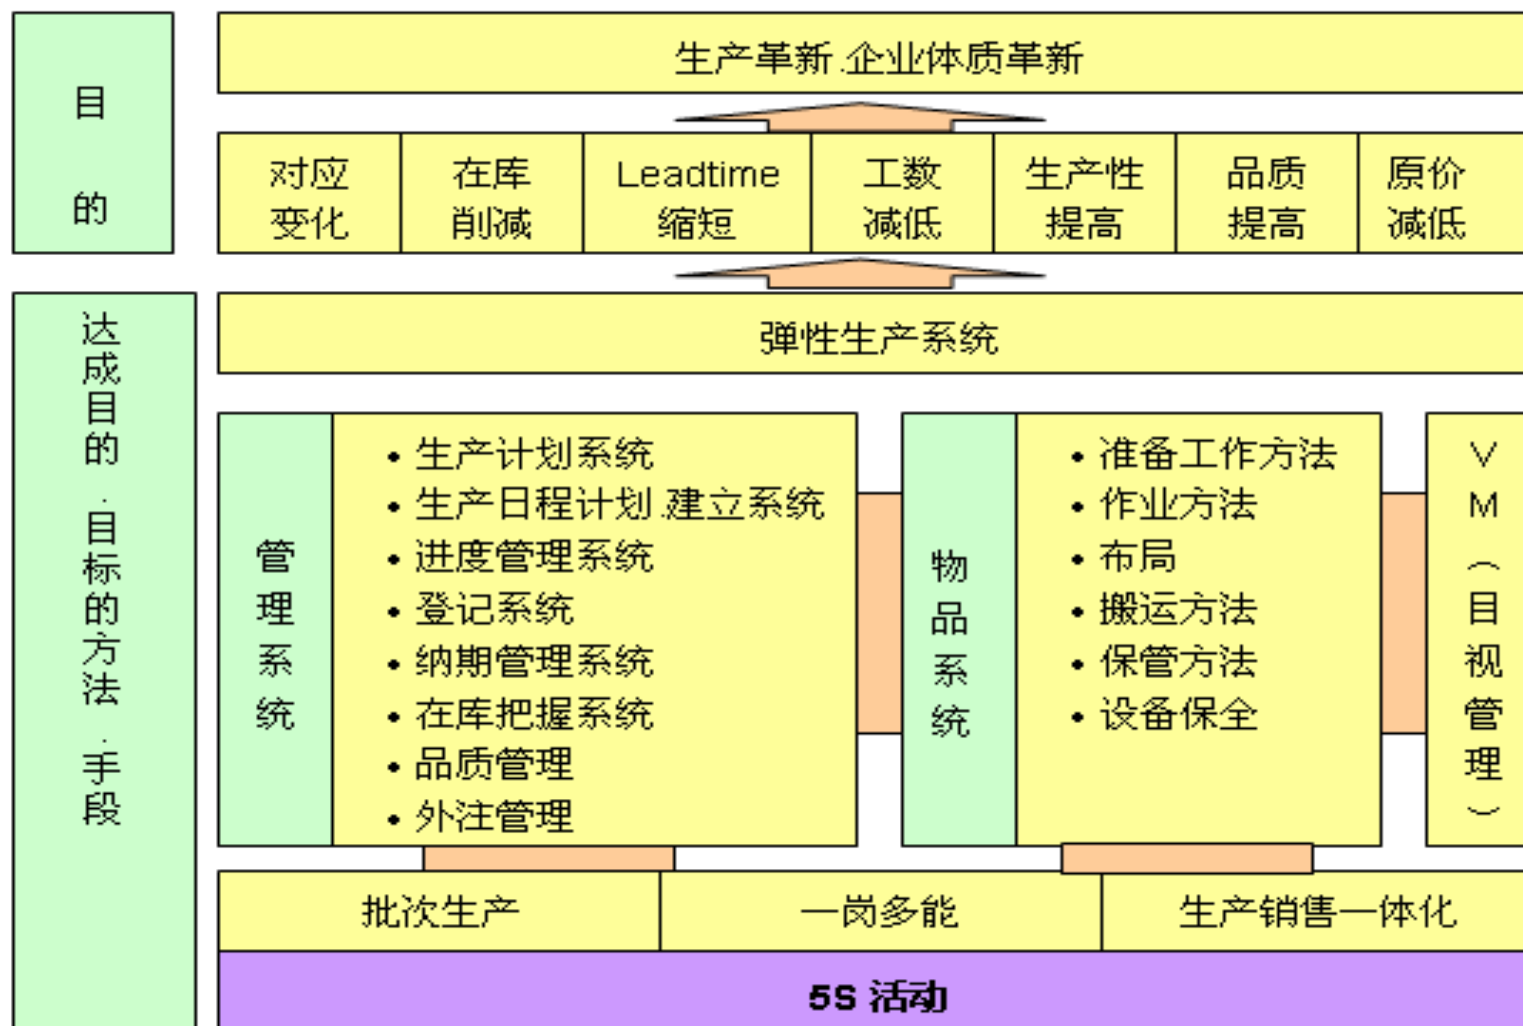 目
的
生产革新.企业体质革新
对应
变化
在库
削减
Leadtime
缩短
工数
减低
生产性
提高
品质
提高
原价
减低
达成目的.目标的方法.手段
弹性生产系统
管理系统
• 生产计划系统
• 生产日程计划.建立系统
• 进度管理系统
• 登记系统
• 纳期管理系统
• 在库把握系统
• 品质管理
• 外注管理
物品系统
• 准备工作方法
• 作业方法
• 布局
• 搬运方法
• 保管方法
• 设备保全
VM（目视管理）
批次生产
一岗多能
生产销售一体化
5S 活动